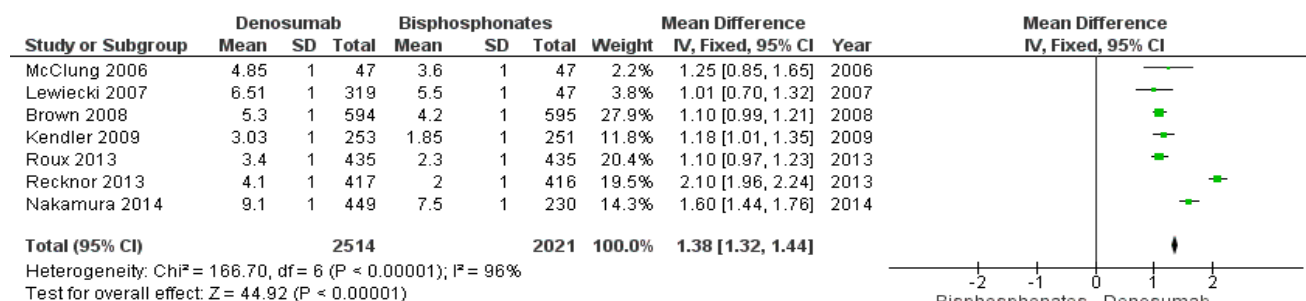 Denosumab Bisphosphonates Mean Difference Mean Difference
Study or Subgroup Mean SD Total Mean SD Total Weight IV, Fixed, 95% CI Year IV, Fixed, 95% CI
McClung 2006 4.85 1 47 3.6 1 47 2.2% 1.25 [0.85, 1.65] 2006
Lewiecki 2007 6.51 1 319 5.5 1 47 3.8% 1.01 [0.70, 1.32] 2007
Brown 2008 5.3 1 594 4.2 1 595 27.9% 1.10 [0.99, 1.21] 2008
Kendler 2009 3.03 1 253 1.85 1 251 11.8% 1.18 [1.01, 1.35] 2009
Roux 2013 3.4 1 435 2.3 1 435 20.4% 1.10 [0.97, 1.23] 2013
Recknor 2013 4.1 1 417 2 1 416 19.5% 2.10 [1.96, 2.24] 2013
Nakamura 2014 9.1 1 449 7.5 1 230 14.3% 1.60 [1.44, 1.76] 2014
Total (95% CI) 2514 2021 100.0% 1.38 [1.32, 1.44]
Heterogeneity: Chi² = 166.70, df = 6 (P < 0.00001); I² = 96%
Test for overall effect: Z = 44.92 (P < 0.00001)
-2 -1 0 1 2
Bisphosphonates Denosumab